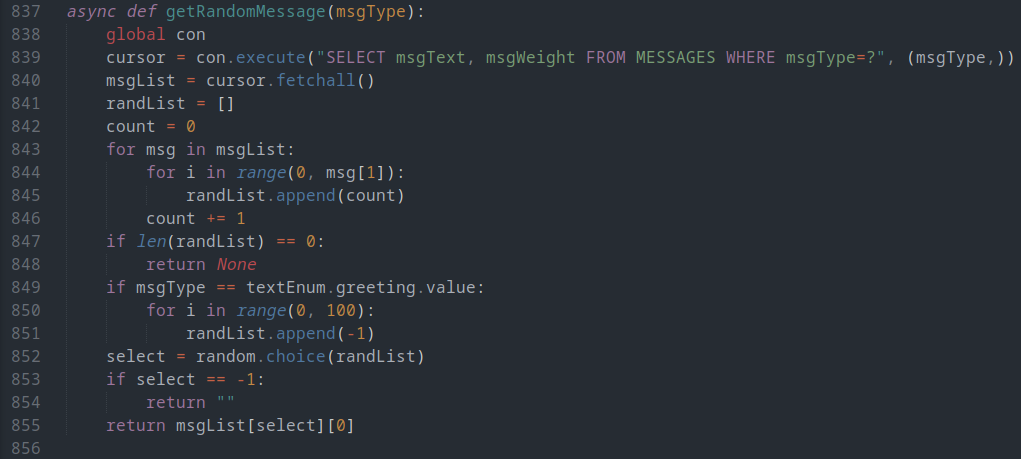 837 async def getRandomMessage(msgType):
838     global con
839     cursor = con.execute("SELECT msgText, msgWeight FROM MESSAGES WHERE msgType=?", (msgType,))
840     msgList = cursor.fetchall()
841     randList = []
842     count = 0
843     for msg in msgList:
844         for i in range(0, msg[1]):
845             randList.append(count)
846         count += 1
847     if len(randList) == 0:
848         return None
849     if msgType == textEnum.greeting.value:
850         for i in range(0, 100):
851             randList.append(-1)
852     select = random.choice(randList)
853     if select == -1:
854         return ""
855     return msgList[select][0]
856